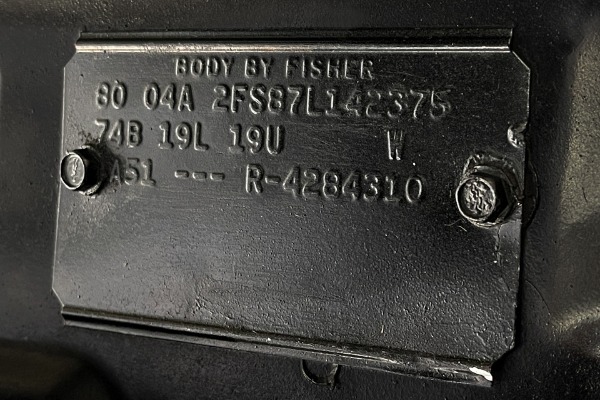 BODY BY FISHER
80 04A 2FS87L142375
74B 19L 19U W
A51 --- R-4284310